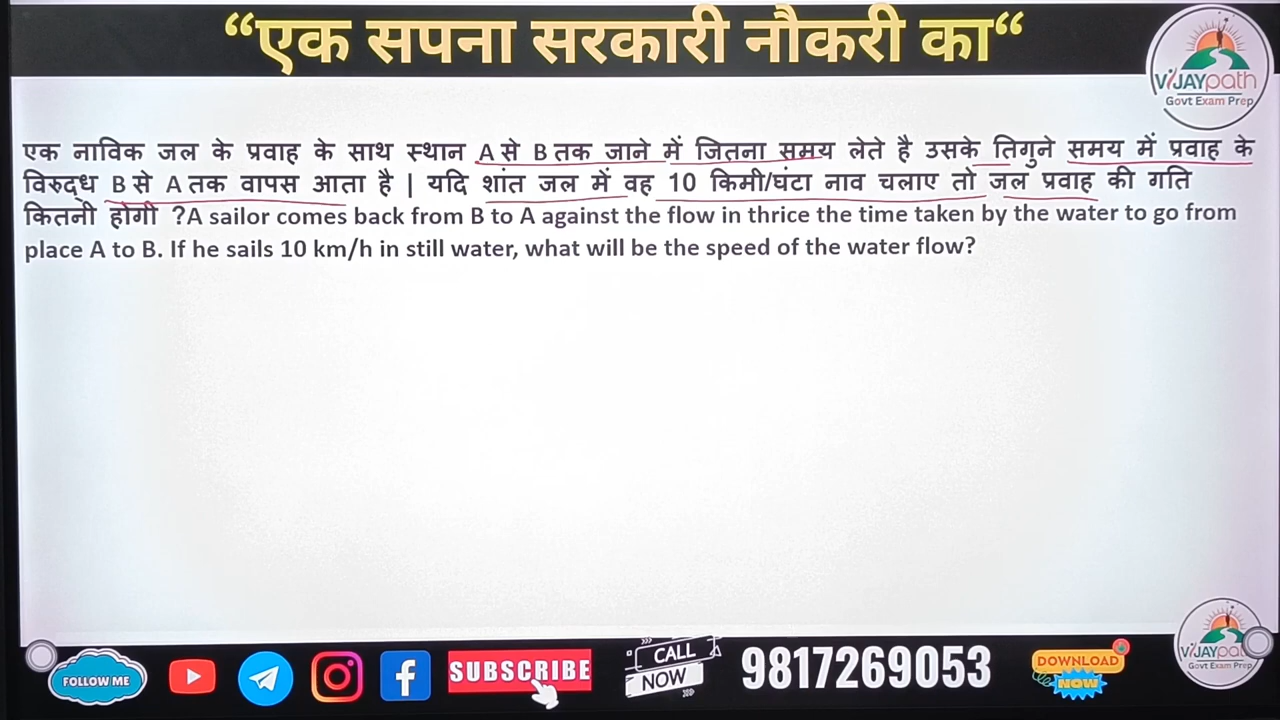 “एक सपना सरकारी नौकरी का“
VIJAYpath
Govt Exam Prep
एक नाविक जल के प्रवाह के साथ स्थान A से B तक जाने में जितना समय लेते है उसके तिगुने समय में प्रवाह के
विरुद्ध B से A तक वापस आता है | यदि शांत जल में वह 10 किमी/घंटा नाव चलाए तो जल प्रवाह की गति
कितनी होगी ?A sailor comes back from B to A against the flow in thrice the time taken by the water to go from
place A to B. If he sails 10 km/h in still water, what will be the speed of the water flow?
FOLLOW ME
SUBSCRIBE
CALL
NOW
9817269053
DOWNLOAD
NOW
VIJAYpath
Govt Exam Prep